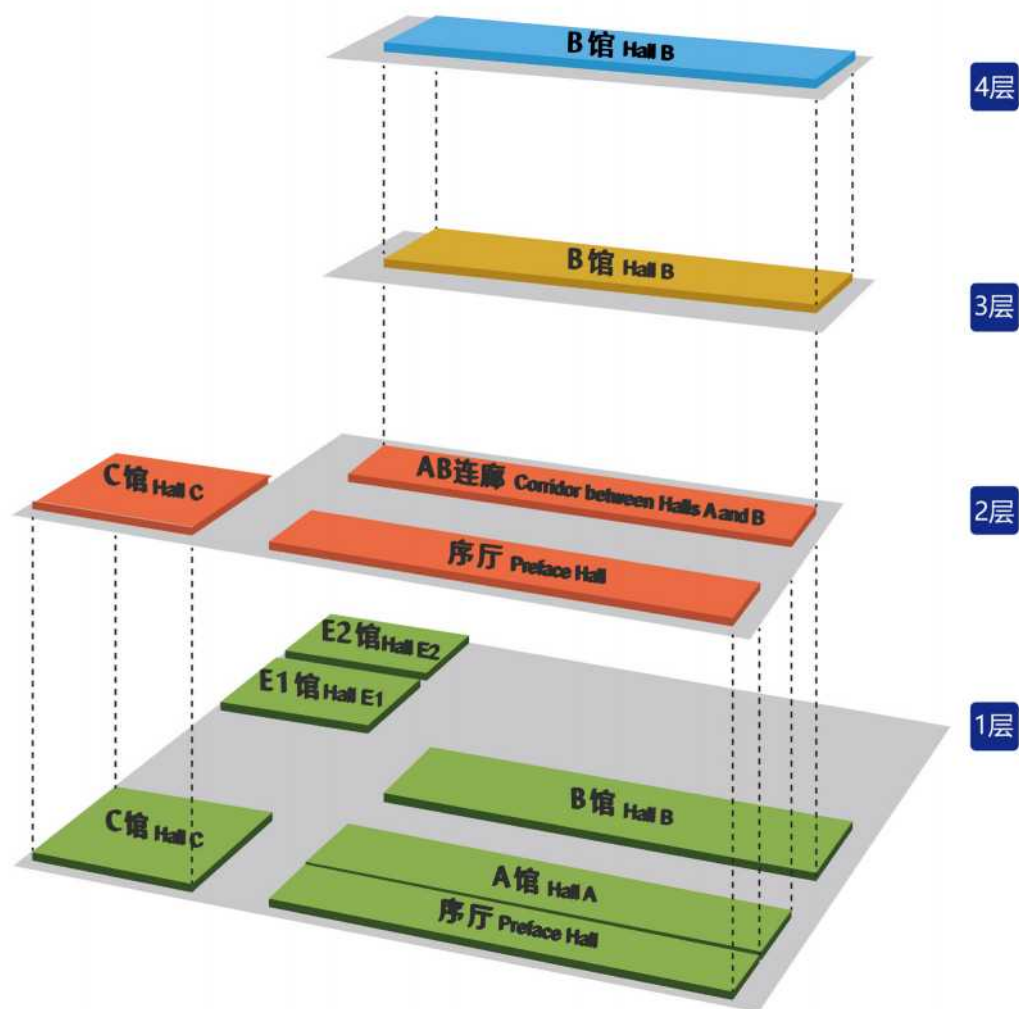 B馆 Hall B
4层
B馆 Hall B
3层
C馆 Hall C
AB连廊 Corridor between Halls A and B
2层
序厅 Preface Hall
E2馆 Hall E2
E1馆 Hall E1
1层
B馆 Hall B
C馆 Hall C
A馆 Hall A
序厅 Preface Hall